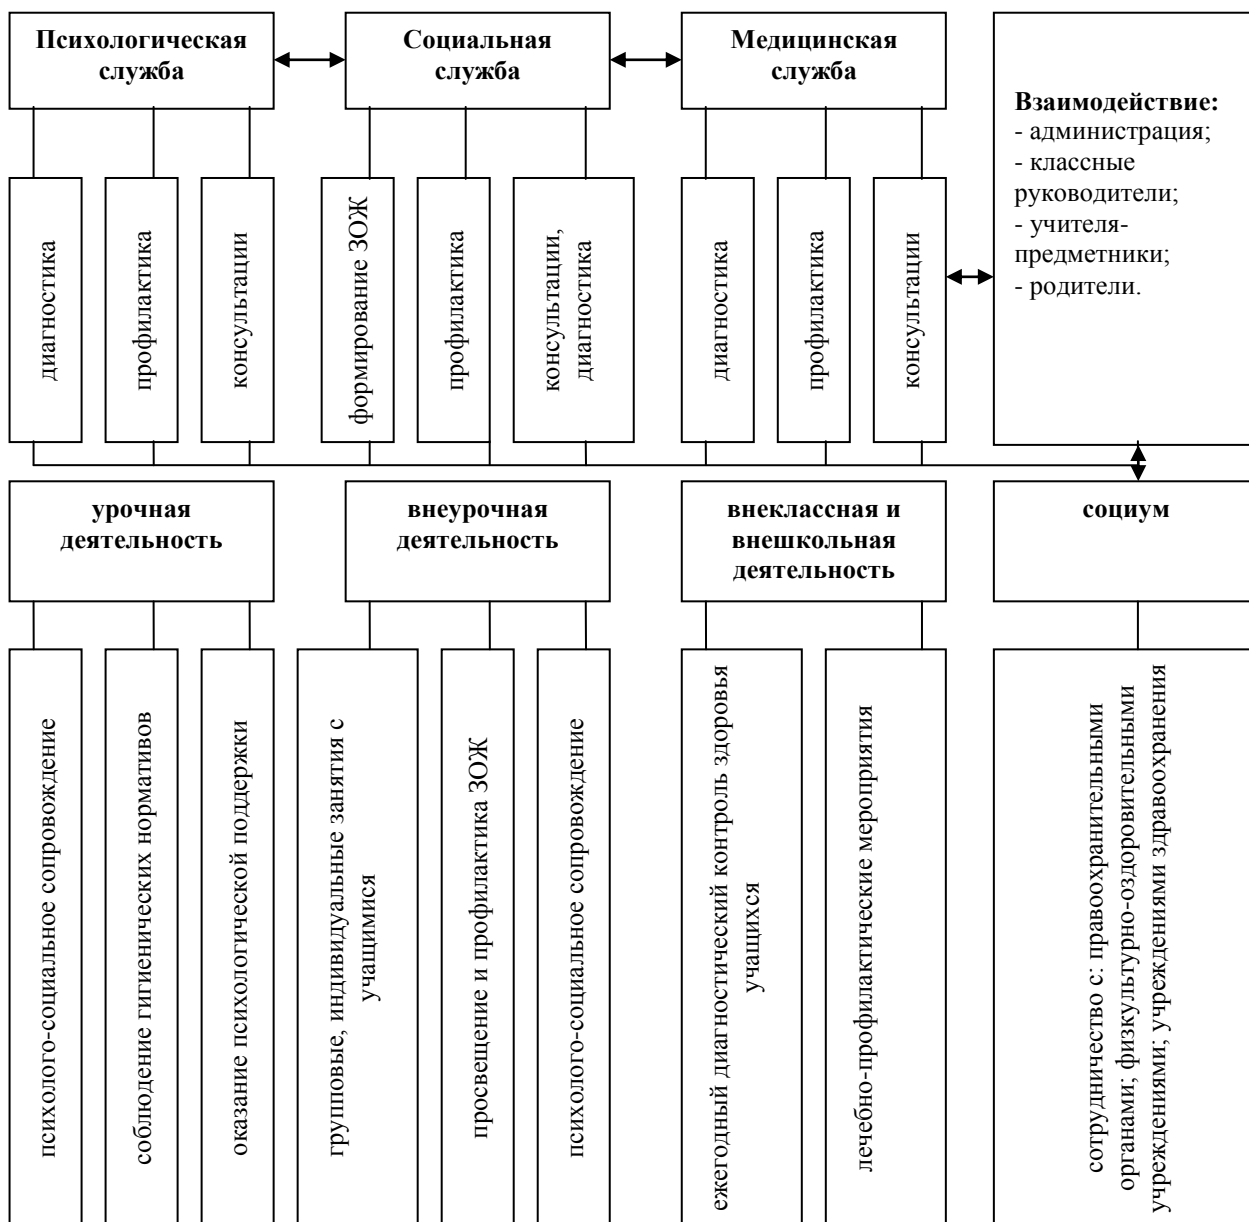 Психологическая
служба
Социальная
служба
Медицинская
служба
Взаимодействие:
- администрация;
- классные
руководители;
- учителя-
предметники;
- родители.
диагностика
профилактика
консультации
формирование ЗОЖ
профилактика
консультации,
диагностика
диагностика
профилактика
консультации
урочная
деятельность
внеурочная
деятельность
внеклассная и
внешкольная
деятельность
социум
психолого-социальное сопровождение
соблюдение гигиенических нормативов
оказание психологической поддержки
групповые, индивидуальные занятия с
учащимися
просвещение и профилактика ЗОЖ
психолого-социальное сопровождение
ежегодный диагностический контроль здоровья
учащихся
лечебно-профилактические мероприятия
сотрудничество с: правоохранительными
органами; физкультурно-оздоровительными
учреждениями; учреждениями здравоохранения